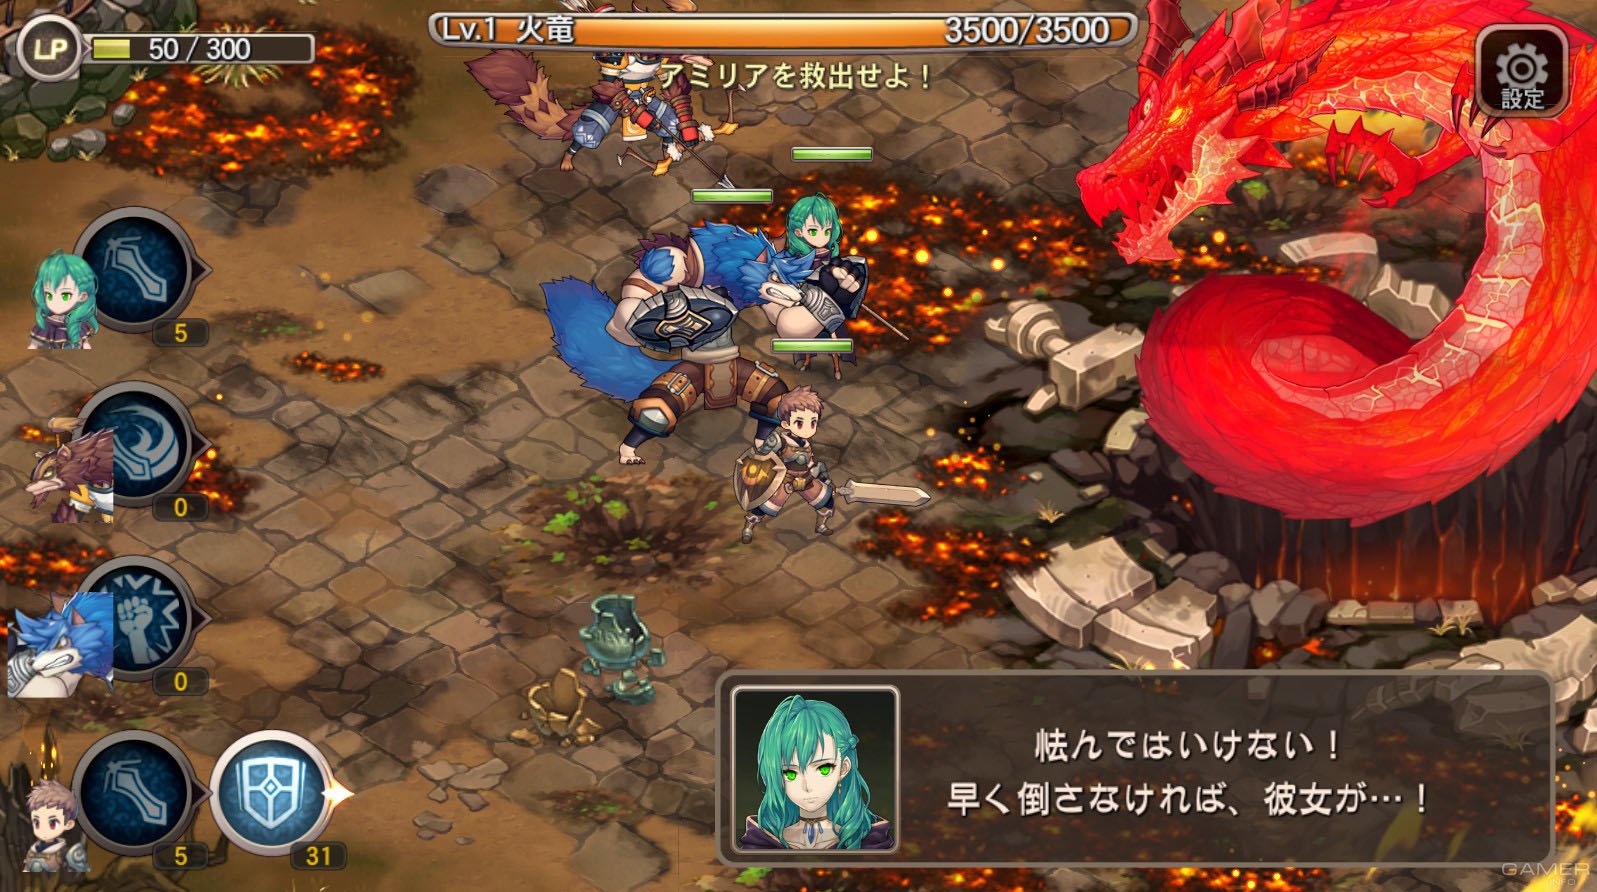 Lv.1 火竜
3500/3500
LP
50 / 300
アミリアを救出せよ！
設定
5
0
0
5
31
怯んではいけない！
早く倒さなければ、彼女が…！
GAMER
INFO